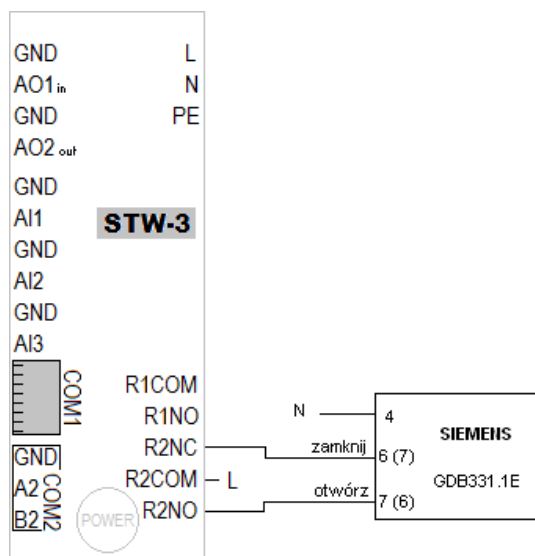 GND L
AO1 in N
GND PE
AO2 out
GND
AI1
STW-3
GND
AI2
GND
AI3
COM1
R1COM
R1NO
R2NC
R2COM L
R2NO
GND
A2
B2
COM2
POWER
N
4
zamknij
6 (7)
otwórz
7 (6)
SIEMENS
GDB331.1E